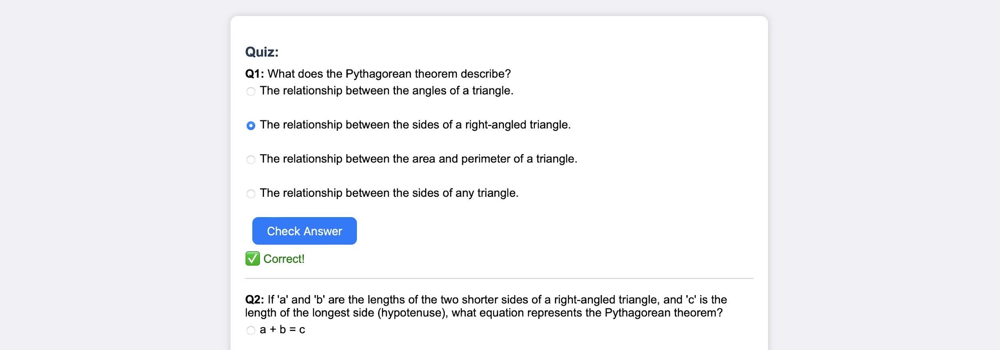 Quiz:
Q1: What does the Pythagorean theorem describe?
The relationship between the angles of a triangle.
The relationship between the sides of a right-angled triangle.
The relationship between the area and perimeter of a triangle.
The relationship between the sides of any triangle.
Check Answer
✅ Correct!
Q2: If 'a' and 'b' are the lengths of the two shorter sides of a right-angled triangle, and 'c' is the
length of the longest side (hypotenuse), what equation represents the Pythagorean theorem?
a + b = c